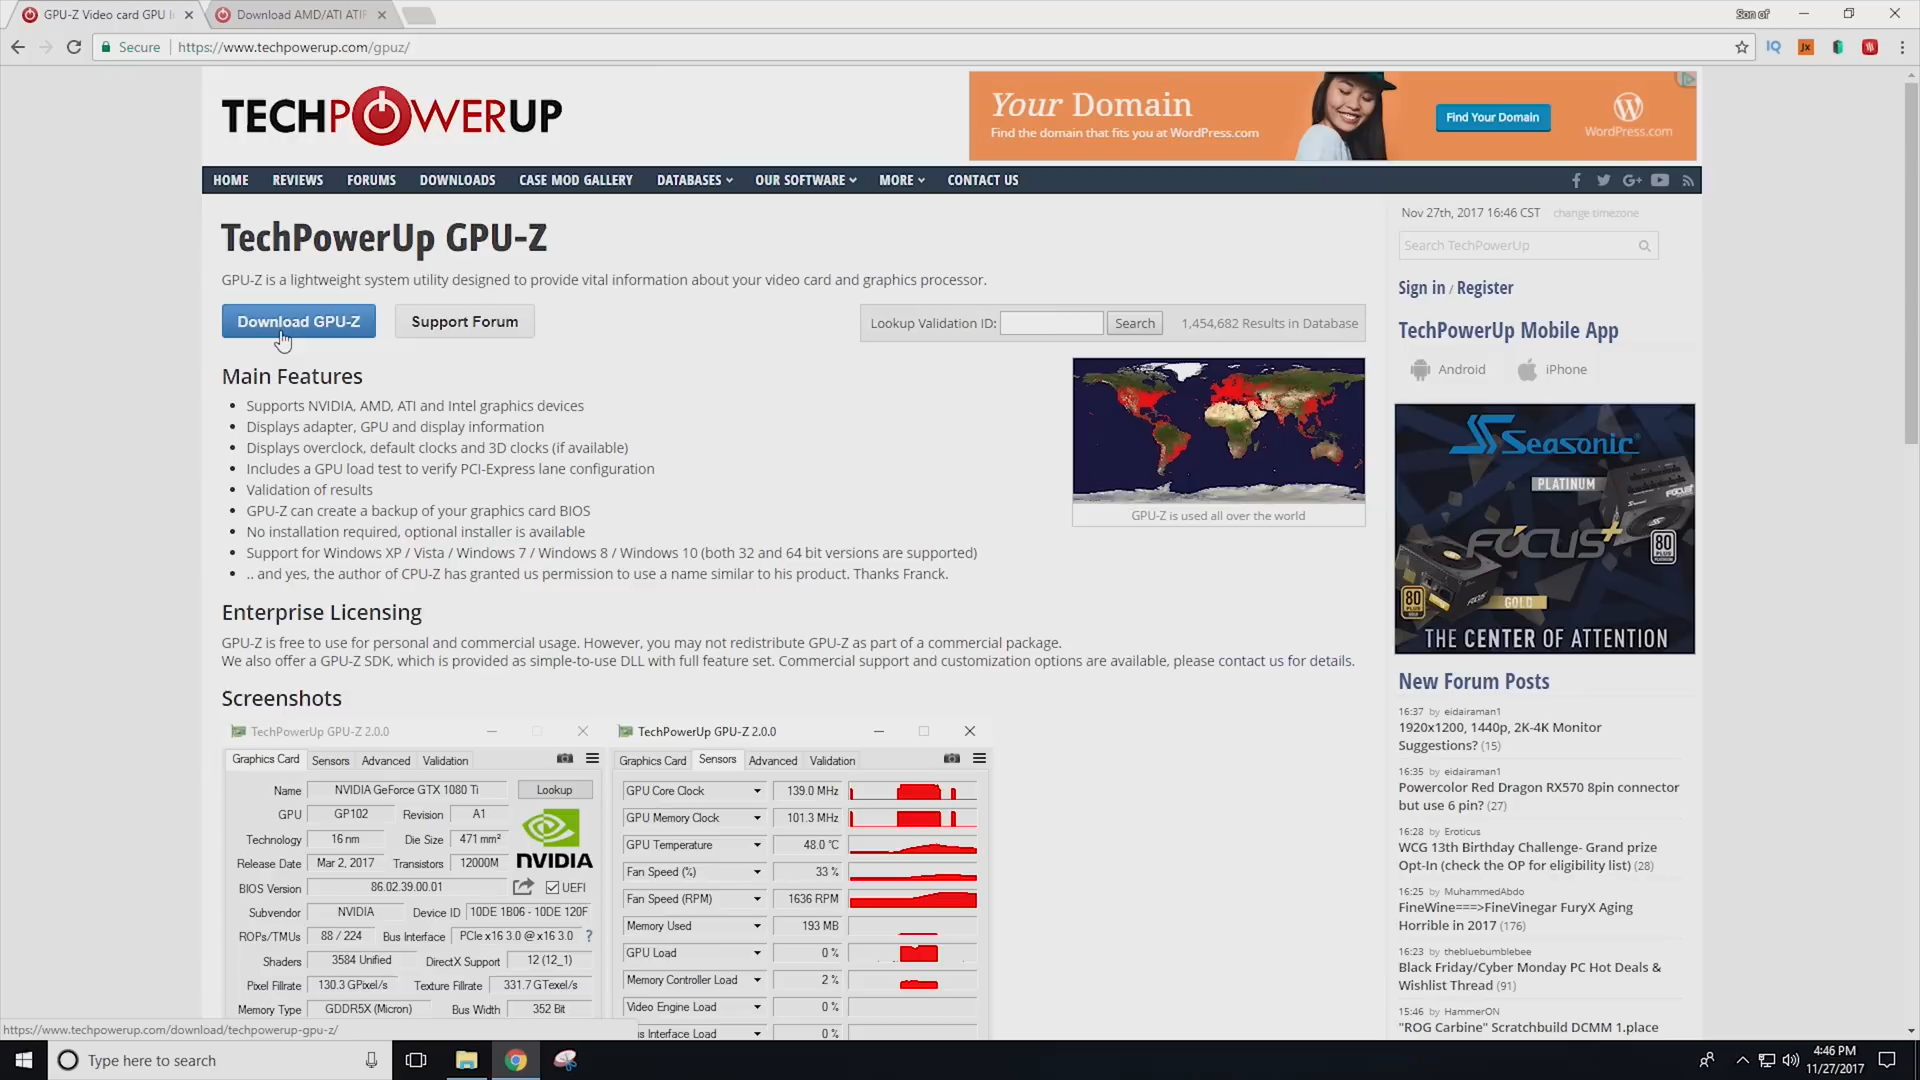 GPU-Z Video card GPU I
Download AMD/ATI ATIF
Son of
Secure
https://www.techpowerup.com/gpuz/
IQ
Jx
TECHPOWERUP
Your Domain
Find the domain that fits you at WordPress.com
Find Your Domain
WordPress.com
HOME
REVIEWS
FORUMS
DOWNLOADS
CASE MOD GALLERY
DATABASES
OUR SOFTWARE
MORE
CONTACT US
TechPowerUp GPU-Z
GPU-Z is a lightweight system utility designed to provide vital information about your video card and graphics processor.
Download GPU-Z
Support Forum
Lookup Validation ID:
Search
1,454,682 Results in Database
Main Features
• Supports NVIDIA, AMD, ATI and Intel graphics devices
• Displays adapter, GPU and display information
• Displays overclock, default clocks and 3D clocks (if available)
• Includes a GPU load test to verify PCI-Express lane configuration
• Validation of results
• GPU-Z can create a backup of your graphics card BIOS
• No installation required, optional installer is available
• Support for Windows XP / Vista / Windows 7 / Windows 8 / Windows 10 (both 32 and 64 bit versions are supported)
• .. and yes, the author of CPU-Z has granted us permission to use a name similar to his product. Thanks Franck.
GPU-Z is used all over the world
Enterprise Licensing
GPU-Z is free to use for personal and commercial usage. However, you may not redistribute GPU-Z as part of a commercial package.
We also offer a GPU-Z SDK, which is provided as simple-to-use DLL with full feature set. Commercial support and customization options are available, please contact us for details.
Screenshots
TechPowerUp GPU-Z 2.0.0
Graphics Card
Sensors
Advanced
Validation
Name
NVIDIA GeForce GTX 1080 Ti
Lookup
GPU
GP102
Revision
A1
Technology
16 nm
Die Size
471 mm²
Release Date
Mar 2, 2017
Transistors
12000M
NVIDIA
BIOS Version
86.02.39.00.01
UEFI
Subvendor
NVIDIA
Device ID
10DE 1B06 - 10DE 120F
ROPs/TMUs
88 / 224
Bus Interface
PCIe x16 3.0 @ x16 3.0
?
Shaders
3584 Unified
DirectX Support
12 (12_1)
Pixel Fillrate
130.3 GPixel/s
Texture Fillrate
331.7 GTexel/s
Memory Type
GDDR5X (Micron)
Bus Width
352 Bit
TechPowerUp GPU-Z 2.0.0
Graphics Card
Sensors
Advanced
Validation
GPU Core Clock
139.0 MHz
GPU Memory Clock
101.3 MHz
GPU Temperature
48.0 °C
Fan Speed (%)
33 %
Fan Speed (RPM)
1636 RPM
Memory Used
193 MB
GPU Load
0 %
Memory Controller Load
2 %
Video Engine Load
0 %
s Interface Load
0 %
Nov 27th, 2017 16:46 CST
change timezone
Search TechPowerUp
Sign in / Register
TechPowerUp Mobile App
Android
iPhone
Seasonic
PLATINUM
FOCUS+
80
80
GOLD
THE CENTER OF ATTENTION
New Forum Posts
16:37 by eidairaman1
1920x1200, 1440p, 2K-4K Monitor
Suggestions? (15)
16:35 by eidairaman1
Powercolor Red Dragon RX570 8pin connector
but use 6 pin? (27)
16:28 by Eroticus
WCG 13th Birthday Challenge- Grand prize
Opt-In (check the OP for eligibility list) (28)
16:25 by MuhammedAbdo
FineWine===>FineVinegar FuryX Aging
Horrible in 2017 (176)
16:23 by thebluebumblebee
Black Friday/Cyber Monday PC Hot Deals &
Wishlist Thread (91)
15:46 by HammerON
"ROG Carbine" Scratchbuild DCMM 1.place
https://www.techpowerup.com/download/techpowerup-gpu-z/
Type here to search
4:46 PM
11/27/2017